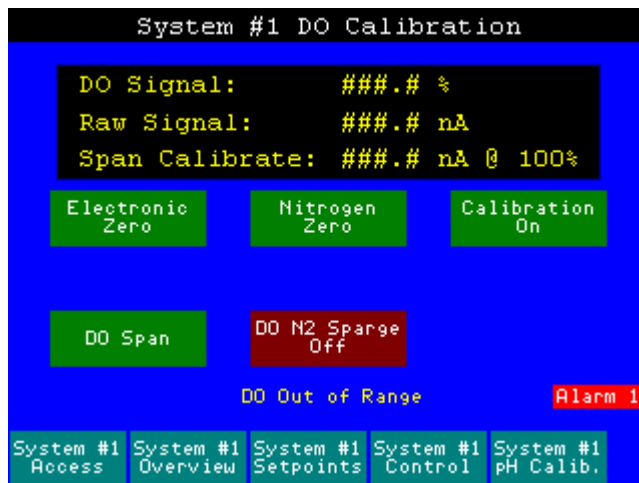 System #1 DO Calibration
DO Signal: ###.# %
Raw Signal: ###.# nA
Span Calibrate: ###.# nA @ 100%
Electronic
Zero
Nitrogen
Zero
Calibration
On
DO Span
DO N2 Sparge
Off
DO Out of Range
Alarm 1
System #1
Access
System #1
Overview
System #1
Setpoints
System #1
Control
System #1
pH Calib.